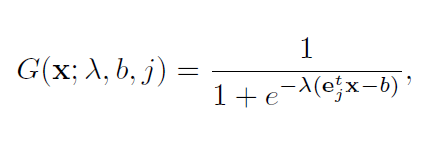 G(x; λ, b, j) = 1 / (1 + e^{−λ(e_j^t x−b)}),